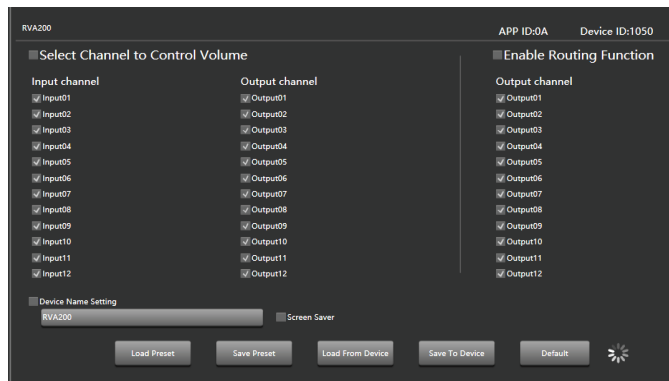 RVA200
APP ID:0A Device ID:1050
Select Channel to Control Volume
Enable Routing Function
Input channel
Input01
Input02
Input03
Input04
Input05
Input06
Input07
Input08
Input09
Input10
Input11
Input12
Output channel
Output01
Output02
Output03
Output04
Output05
Output06
Output07
Output08
Output09
Output10
Output11
Output12
Output channel
Output01
Output02
Output03
Output04
Output05
Output06
Output07
Output08
Output09
Output10
Output11
Output12
Device Name Setting
RVA200
Screen Saver
Load Preset
Save Preset
Load From Device
Save To Device
Default